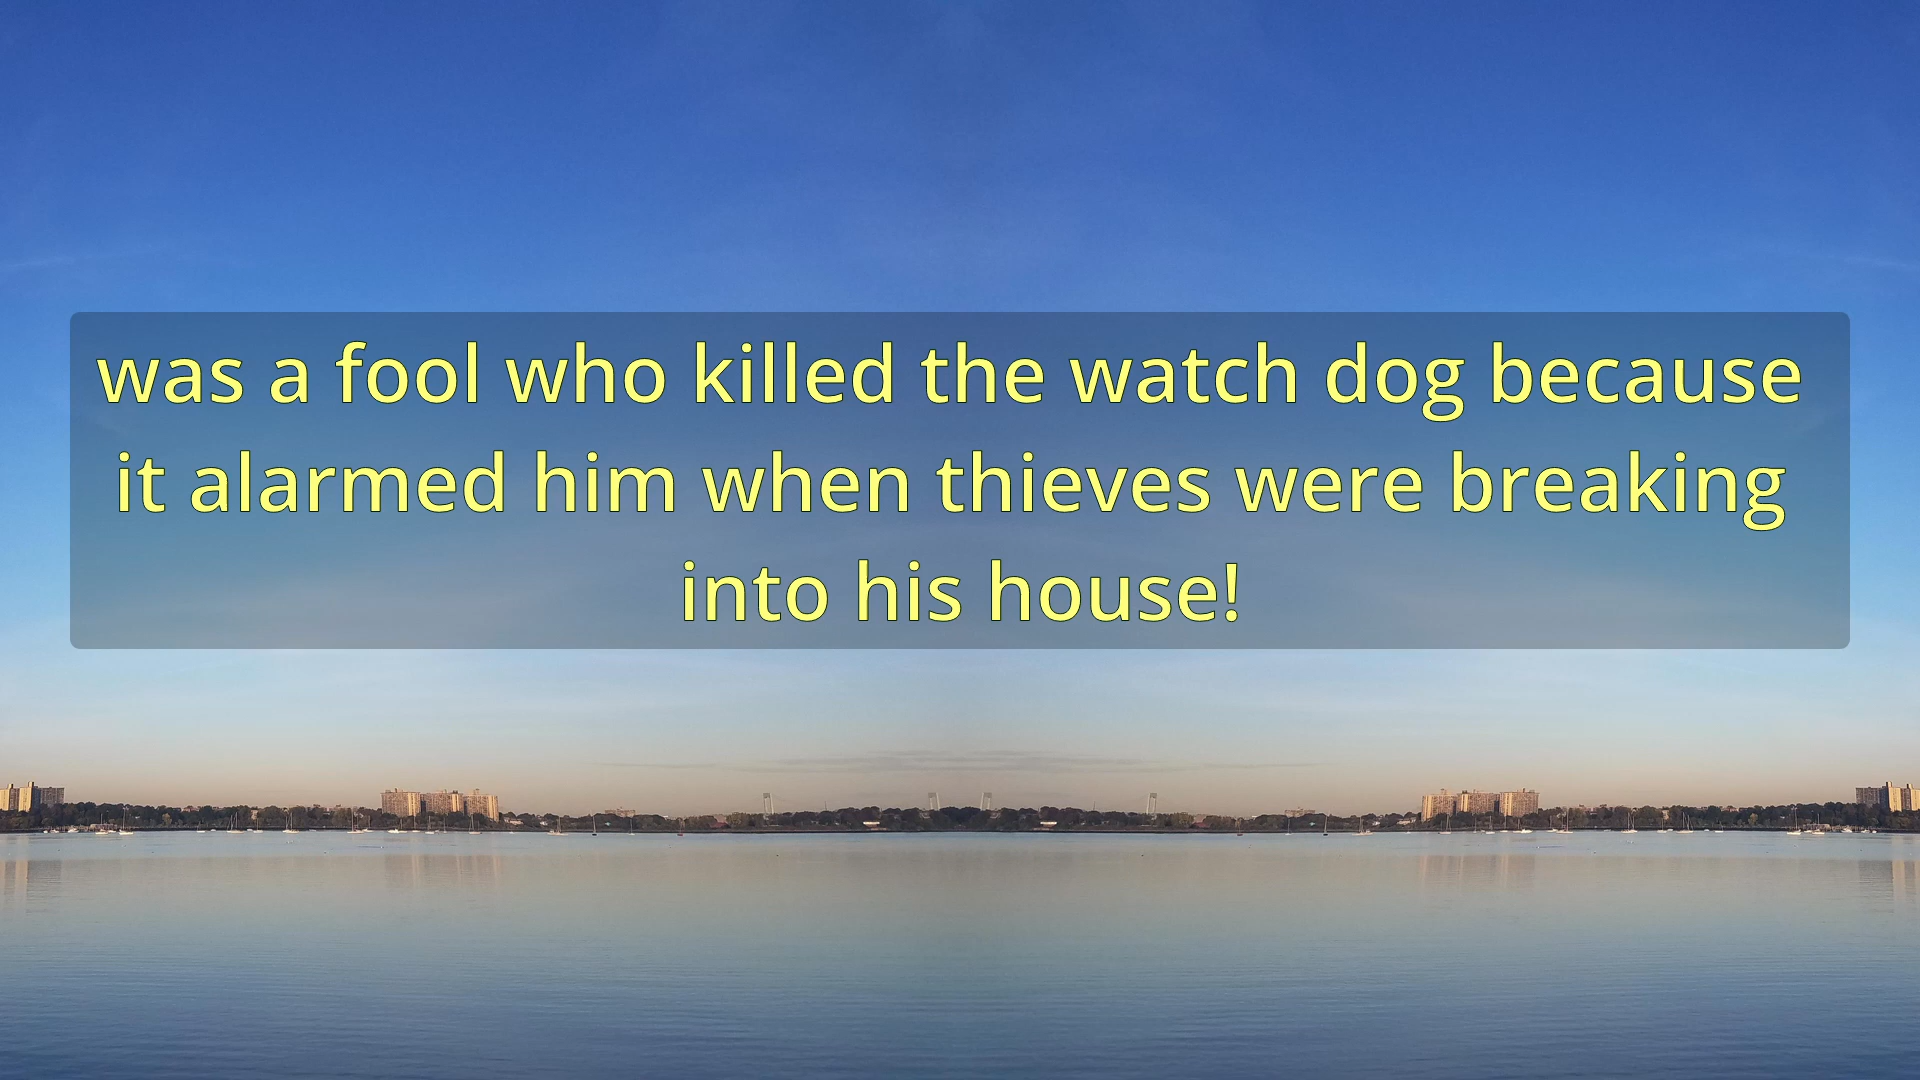 was a fool who killed the watch dog because
it alarmed him when thieves were breaking
into his house!